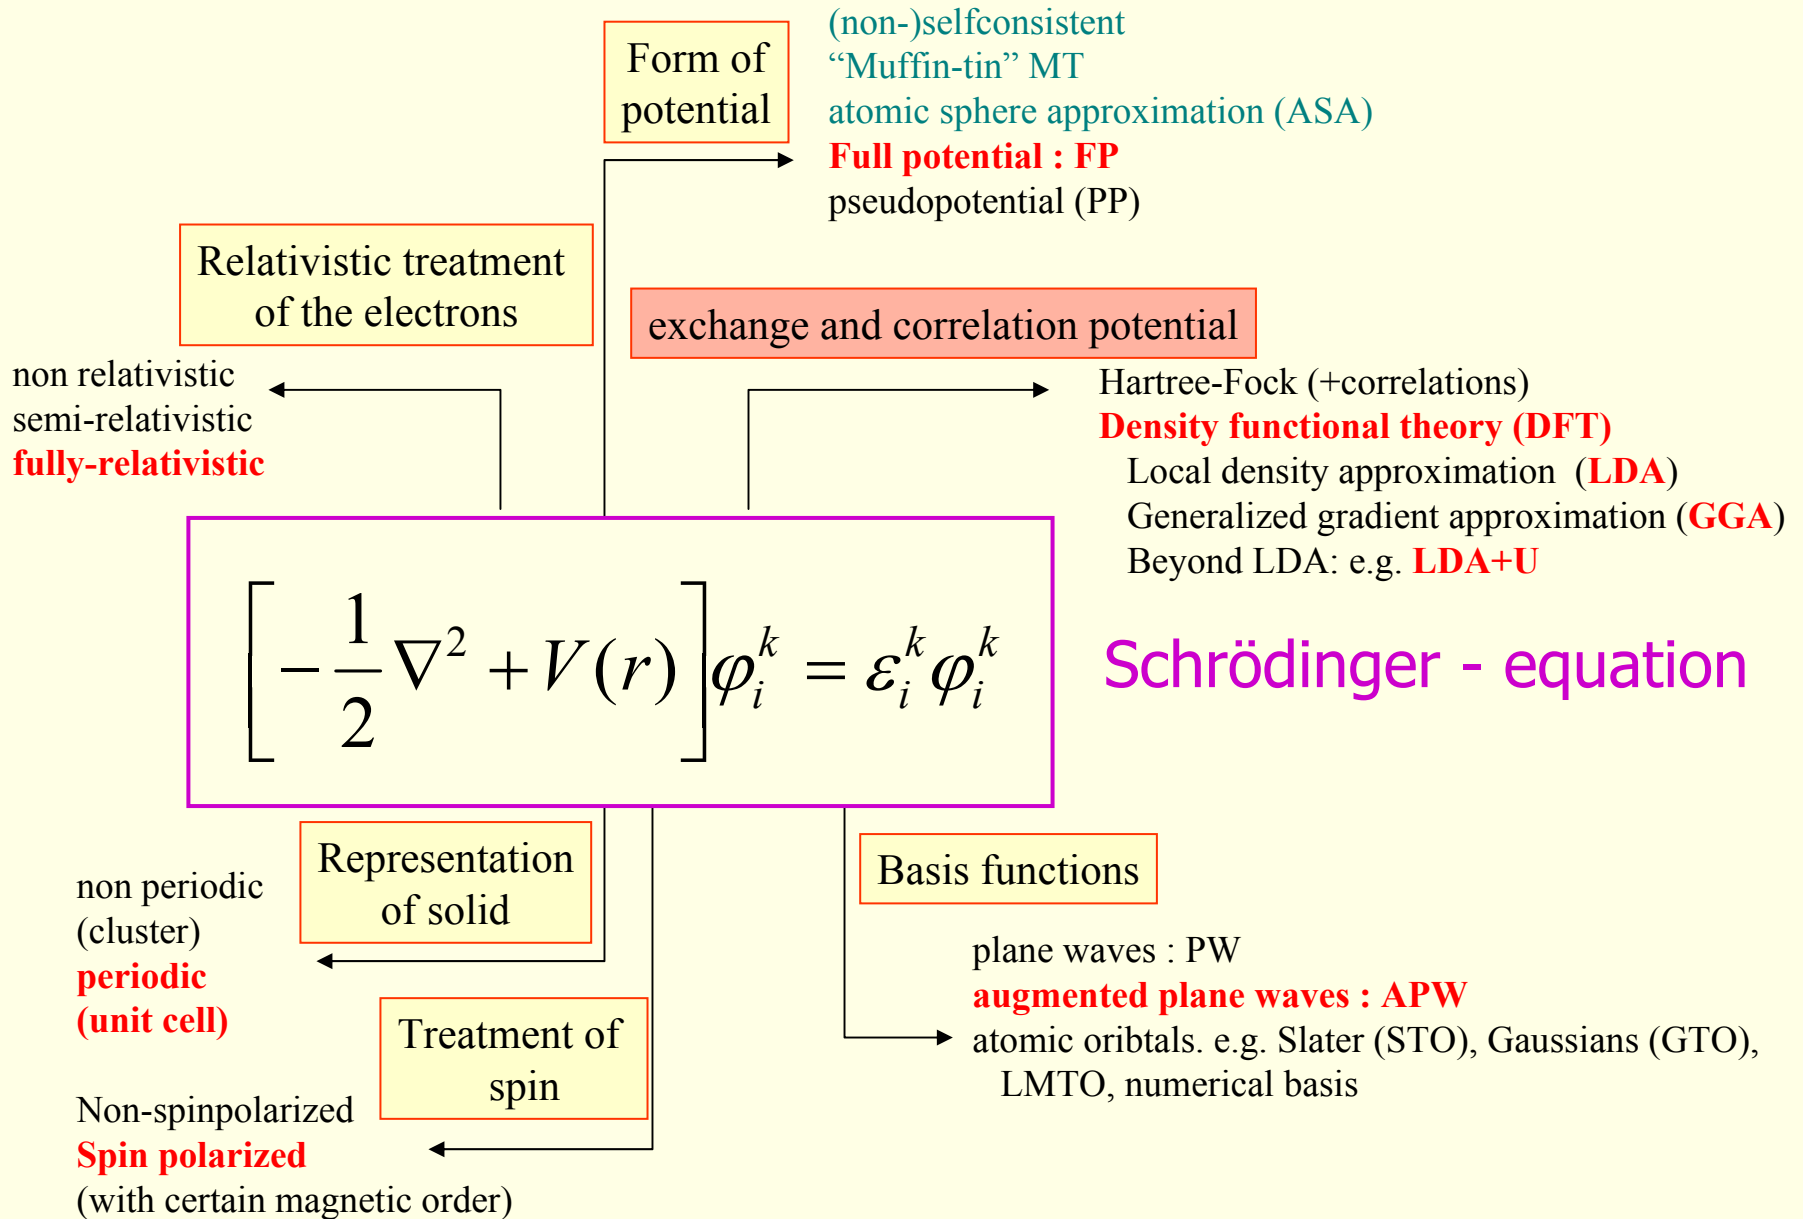 Form of
potential
(non-)selfconsistent
“Muffin-tin” MT
atomic sphere approximation (ASA)
Full potential : FP
pseudopotential (PP)
Relativistic treatment
of the electrons
non relativistic
semi-relativistic
fully-relativistic
exchange and correlation potential
Hartree-Fock (+correlations)
Density functional theory (DFT)
Local density approximation (LDA)
Generalized gradient approximation (GGA)
Beyond LDA: e.g. LDA+U
[-\frac{1}{2}∇^2 + V(r)]φ_i^k = ε_i^k φ_i^k
Schrödinger - equation
Representation
of solid
non periodic
(cluster)
periodic
(unit cell)
Treatment of
spin
Non-spinpolarized
Spin polarized
(with certain magnetic order)
Basis functions
plane waves : PW
augmented plane waves : APW
atomic oribtals. e.g. Slater (STO), Gaussians (GTO),
LMTO, numerical basis